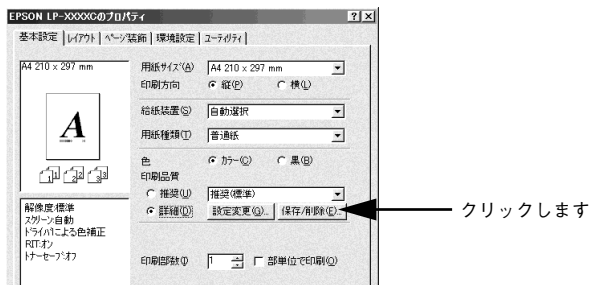 EPSON LP-XXXXCのプロパティ
基本設定 レイアウト ページ装飾 環境設定 ユーティリティ
A4 210 x 297 mm
用紙サイズ(A) A4 210 x 297 mm
印刷方向 縦(P) 横(L)
給紙装置(S) 自動選択
用紙種類(T) 普通紙
A
1 2 3
色 カラー(C) 黒(B)
印刷品質
推奨(U) 推奨(標準)
詳細(D) 設定変更(G)... 保存/削除(E)...
クリックします
解像度:標準
スクリーン:自動
ドライバによる色補正
RIT:オン
トナーセーブ:オフ
印刷部数(I) 1 部単位で印刷(O)